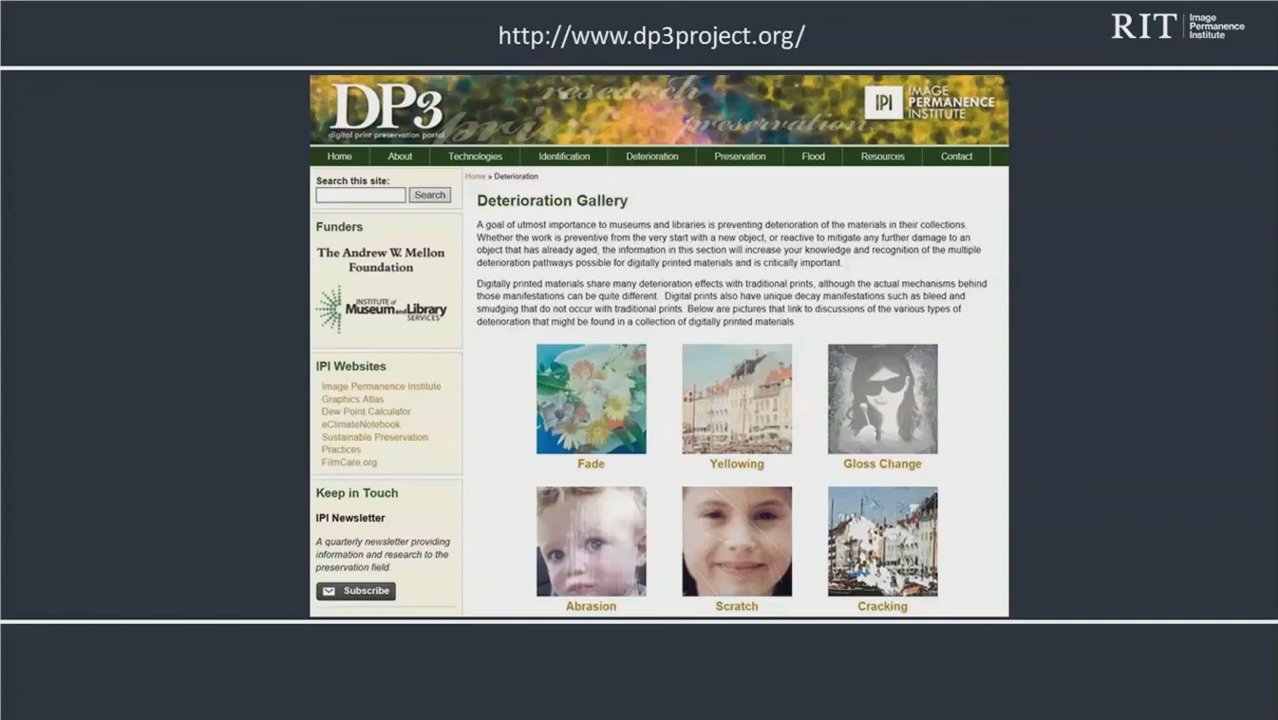 http://www.dp3project.org/
RIT
Image
Permanence
Institute
research
print
preservation
DP3
digital print preservation portal
IPI
IMAGE
PERMANENCE
INSTITUTE
Home
About
Technologies
Identification
Deterioration
Preservation
Flood
Resources
Contact
Search this site:
Search
Funders
The Andrew W. Mellon
Foundation
INSTITUTE of
Museum and Library
SERVICES
IPI Websites
Image Permanence Institute
Graphics Atlas
Dew Point Calculator
eClimateNotebook
Sustainable Preservation
Practices
FilmCare.org
Keep in Touch
IPI Newsletter
A quarterly newsletter providing
information and research to the
preservation field.
Subscribe
Home » Deterioration
Deterioration Gallery
A goal of utmost importance to museums and libraries is preventing deterioration of the materials in their collections.
Whether the work is preventive from the very start with a new object, or reactive to mitigate any further damage to an
object that has already aged, the information in this section will increase your knowledge and recognition of the multiple
deterioration pathways possible for digitally printed materials and is critically important.
Digitally printed materials share many deterioration effects with traditional prints, although the actual mechanisms behind
those manifestations can be quite different. Digital prints also have unique decay manifestations such as bleed and
smudging that do not occur with traditional prints. Below are pictures that link to discussions of the various types of
deterioration that might be found in a collection of digitally printed materials.
Fade
Yellowing
Gloss Change
Abrasion
Scratch
Cracking